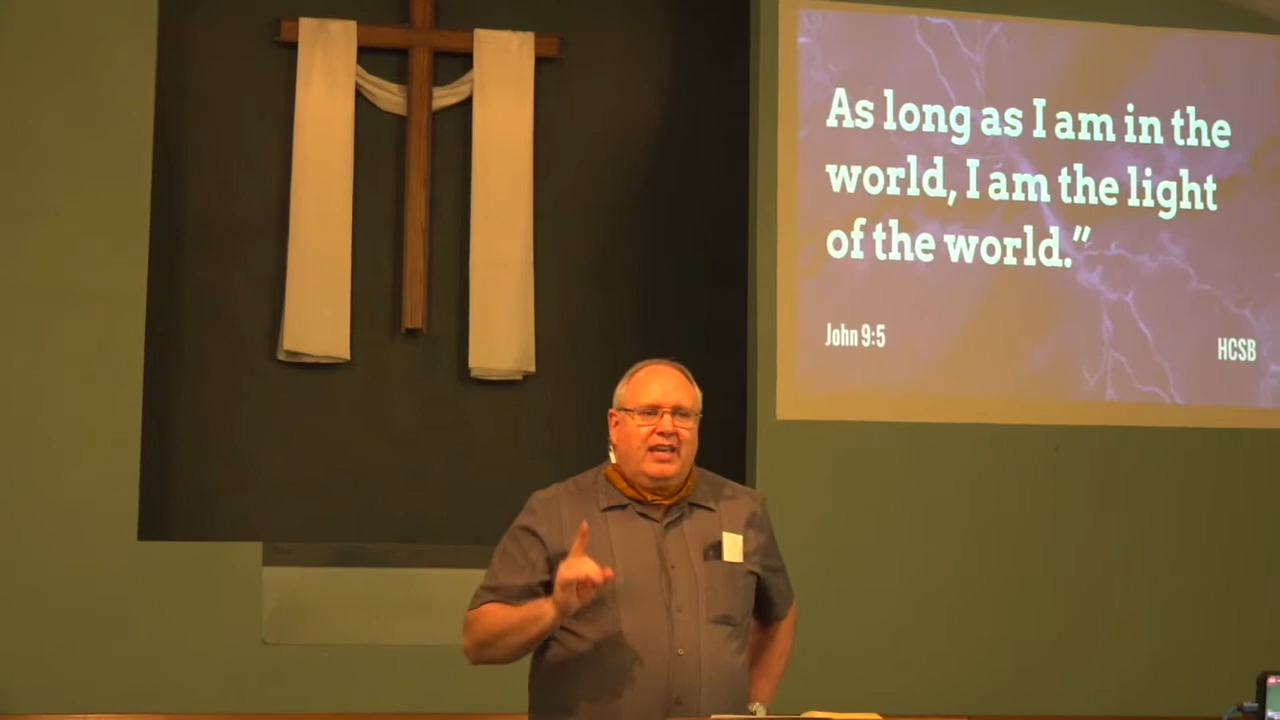 As long as I am in the
world, I am the light
of the world.”
John 9:5
HCSB